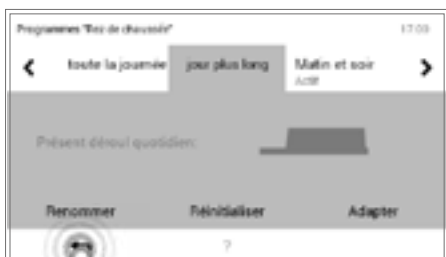 Programmes "Rez de chaussée" 17:00
toute la journée jour plus long Matin et soir
Actif
Présent déroul quotidien:
Renommer Réinitialiser Adapter
?